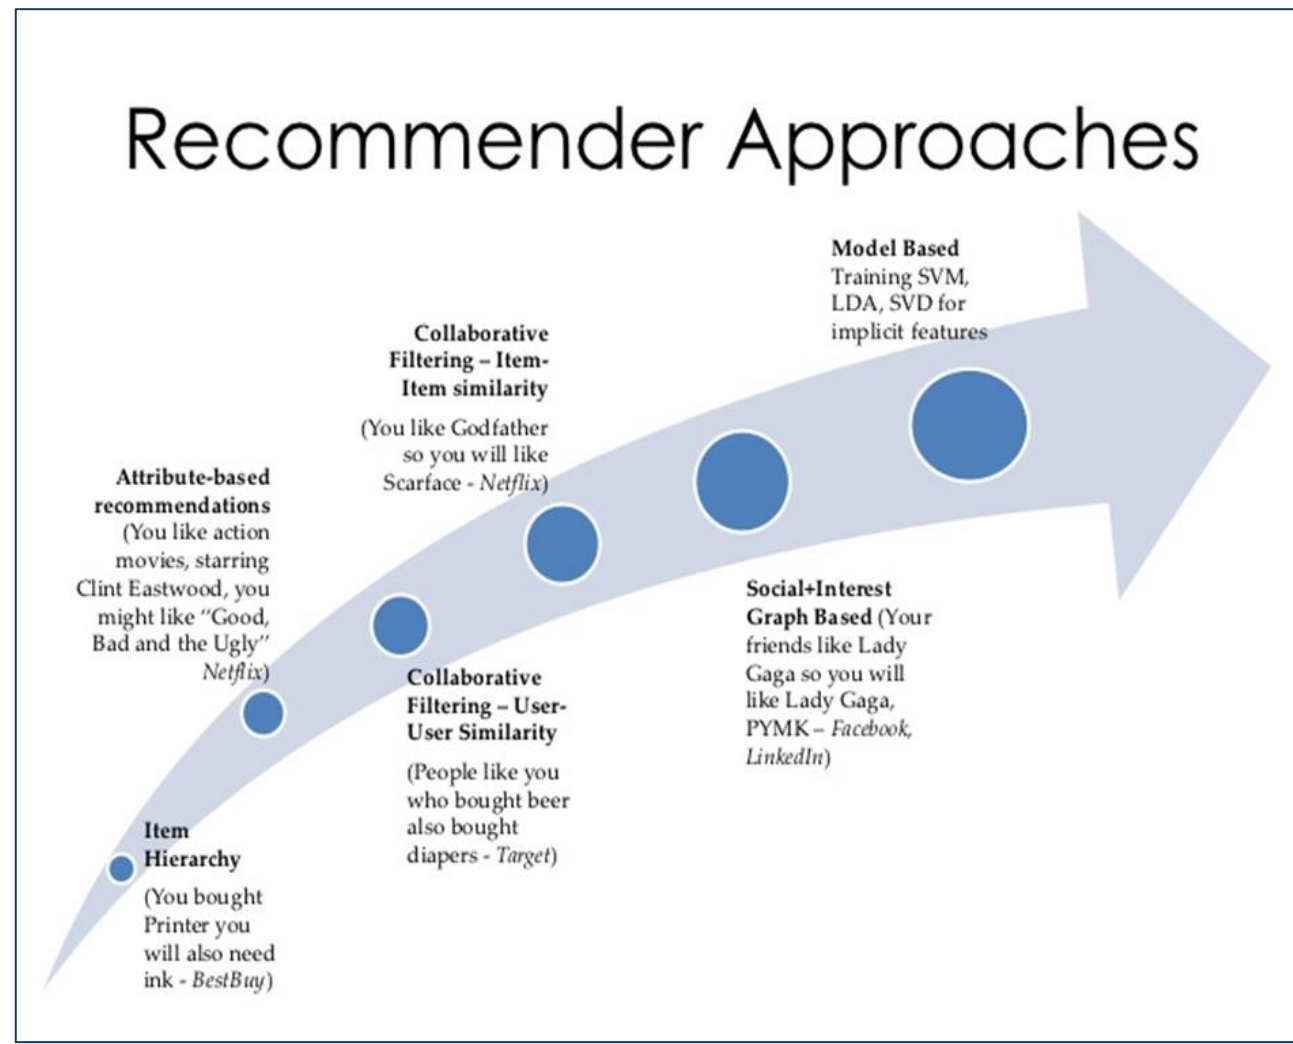 Recommender Approaches
Model Based
Training SVM,
LDA, SVD for
implicit features
Collaborative
Filtering – Item-
Item similarity
(You like Godfather
so you will like
Scarface - Netflix)
Attribute-based
recommendations
(You like action
movies, starring
Clint Eastwood, you
might like “Good,
Bad and the Ugly”
Netflix)
Social+Interest
Graph Based (Your
friends like Lady
Gaga so you will
like Lady Gaga,
PYMK – Facebook,
LinkedIn)
Collaborative
Filtering – User-
User Similarity
(People like you
who bought beer
also bought
diapers - Target)
Item
Hierarchy
(You bought
Printer you
will also need
ink - BestBuy)